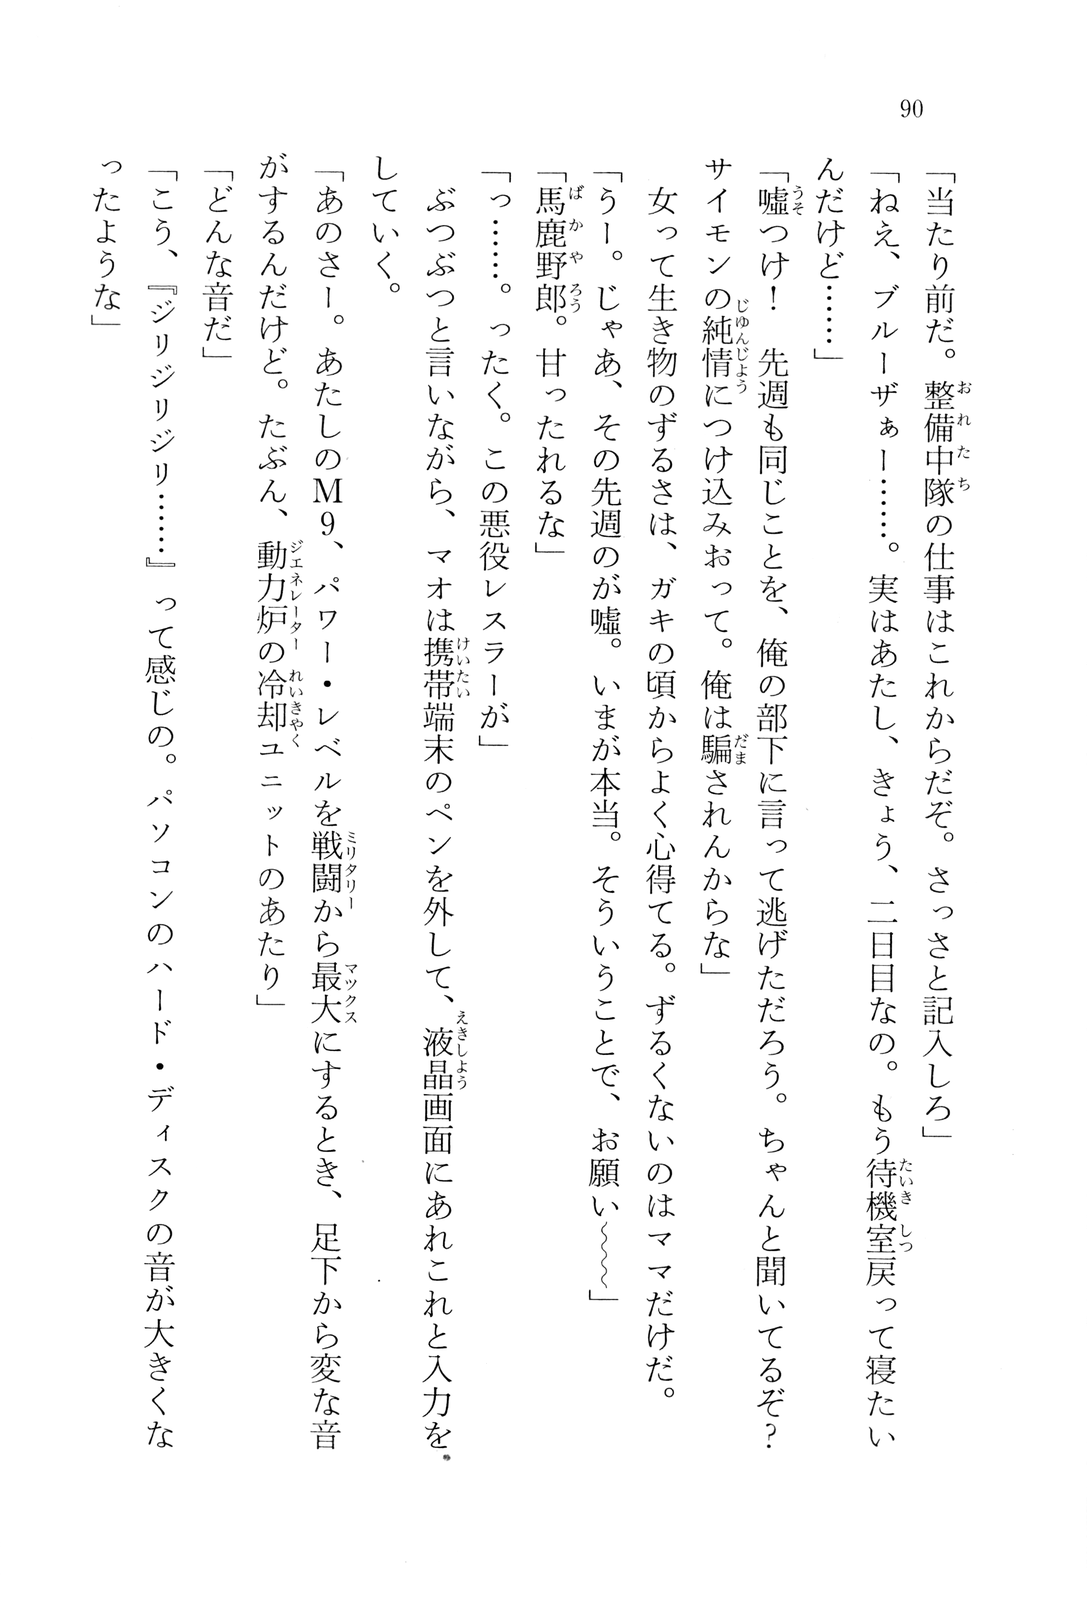 90
「当たり前だ。整備中隊の仕事はこれからだぞ。さっさと記入しろ」
「ねえ、ブルーザぁー……。実はあたし、きょう、二日目なの。もう待機室戻って寝たい
んだけど……」
「嘘つけ！　先週も同じことを、俺の部下に言って逃げただろう。ちゃんと聞いてるぞ？
サイモンの純情につけ込みおって。俺は騙されんからな」
　女って生き物のずるさは、ガキの頃からよく心得てる。ずるくないのはママだけだ。
「うー。じゃあ、その先週のが嘘。いまが本当。そういうことで、お願い～～～」
「馬鹿野郎。甘ったれるな」
「っ……。ったく。この悪役レスラーが」
　ぶつぶつと言いながら、マオは携帯端末のペンを外して、液晶画面にあれこれと入力を
していく。
「あのさー。あたしのM9、パワー・レベルを戦闘から最大にするとき、足下から変な音
がするんだけど。たぶん、動力炉の冷却ユニットのあたり」
「どんな音だ」
「こう、『ジリジリジリ……』って感じの。パソコンのハード・ディスクの音が大きくな
ったような」